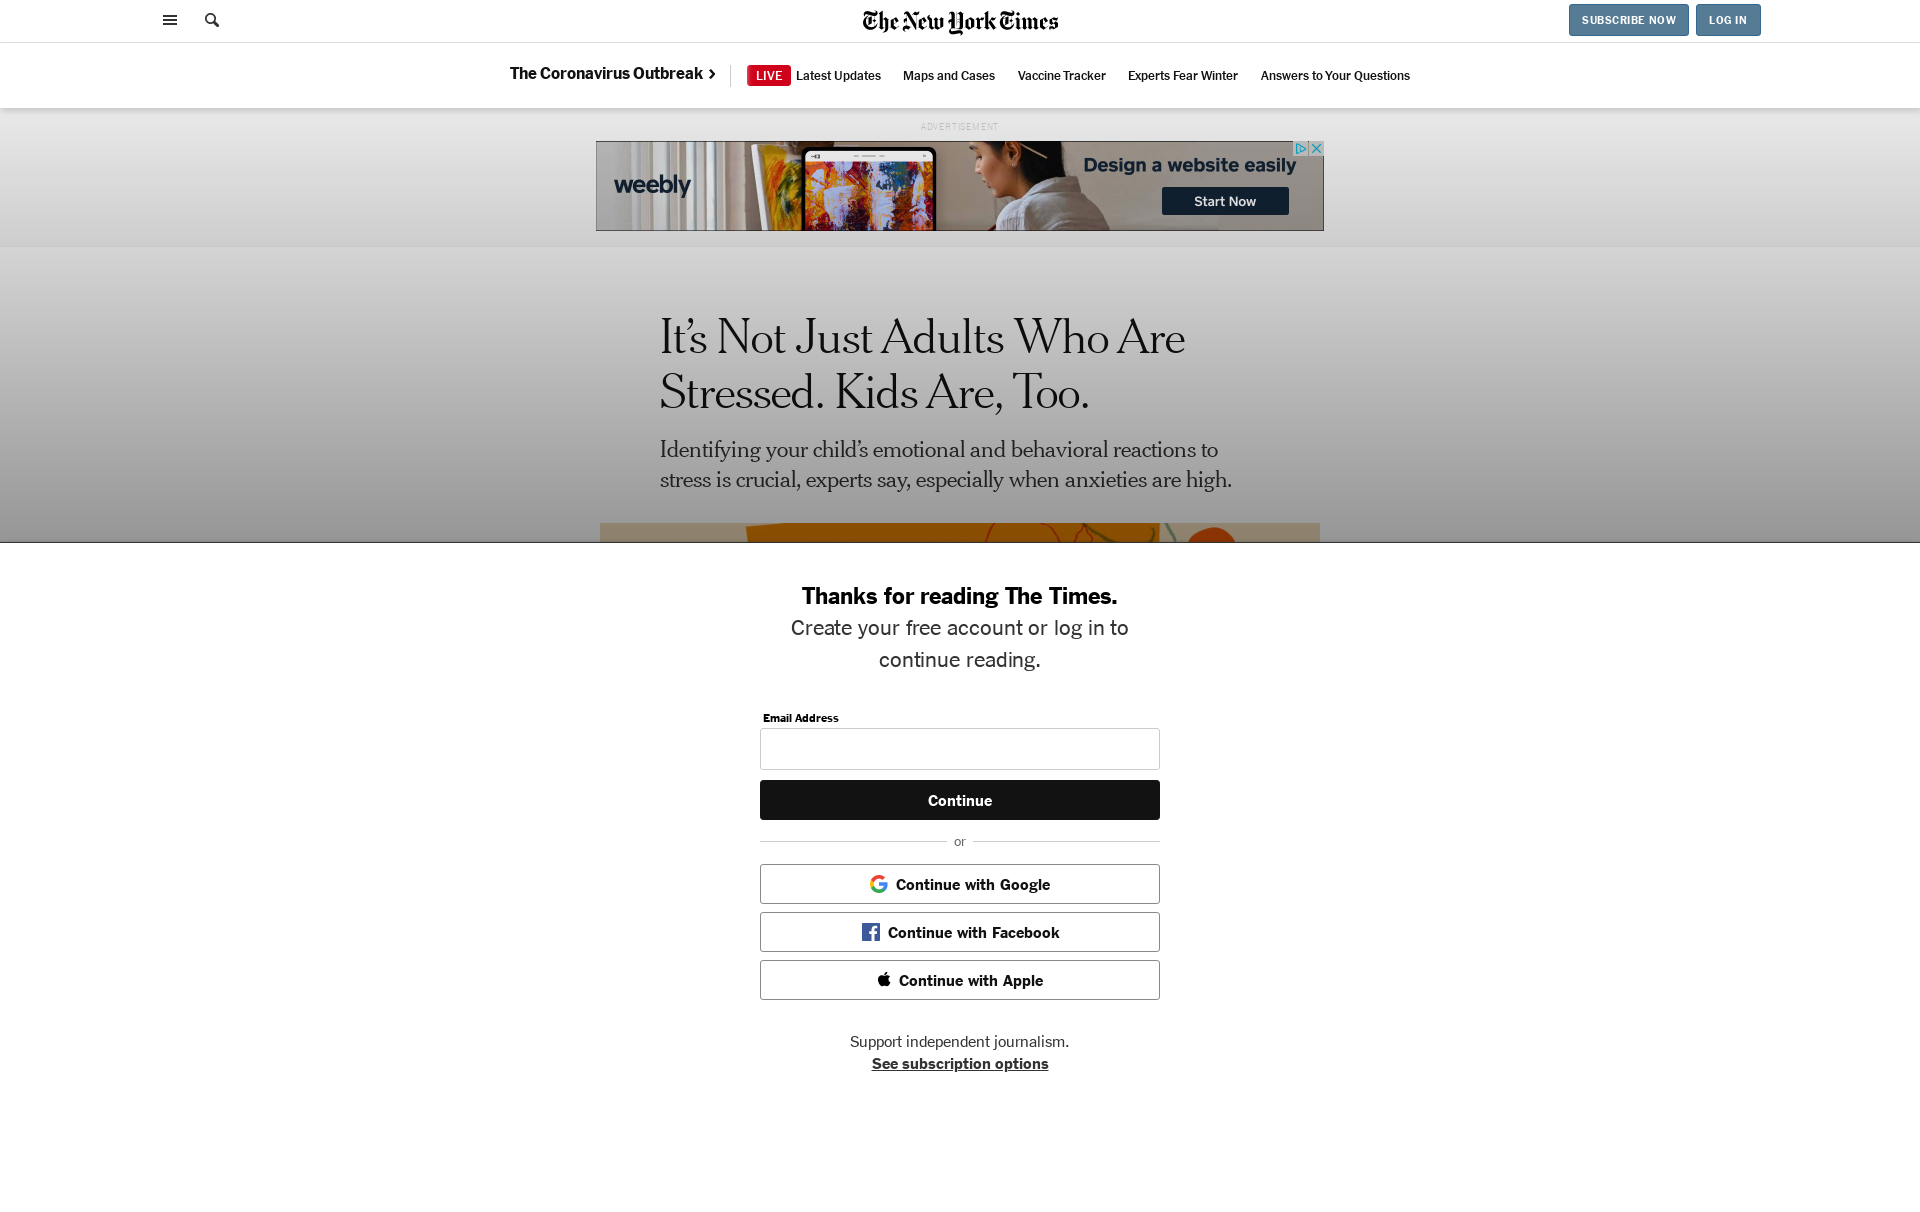 The New York Times
SUBSCRIBE NOW
LOG IN
The Coronavirus Outbreak
LIVE Latest Updates
Maps and Cases
Vaccine Tracker
Experts Fear Winter
Answers to Your Questions
ADVERTISEMENT
weebly
Design a website easily
Start Now
It’s Not Just Adults Who Are
Stressed. Kids Are, Too.
Identifying your child’s emotional and behavioral reactions to
stress is crucial, experts say, especially when anxieties are high.
Thanks for reading The Times.
Create your free account or log in to
continue reading.
Email Address
Continue
or
Continue with Google
Continue with Facebook
Continue with Apple
Support independent journalism.
See subscription options